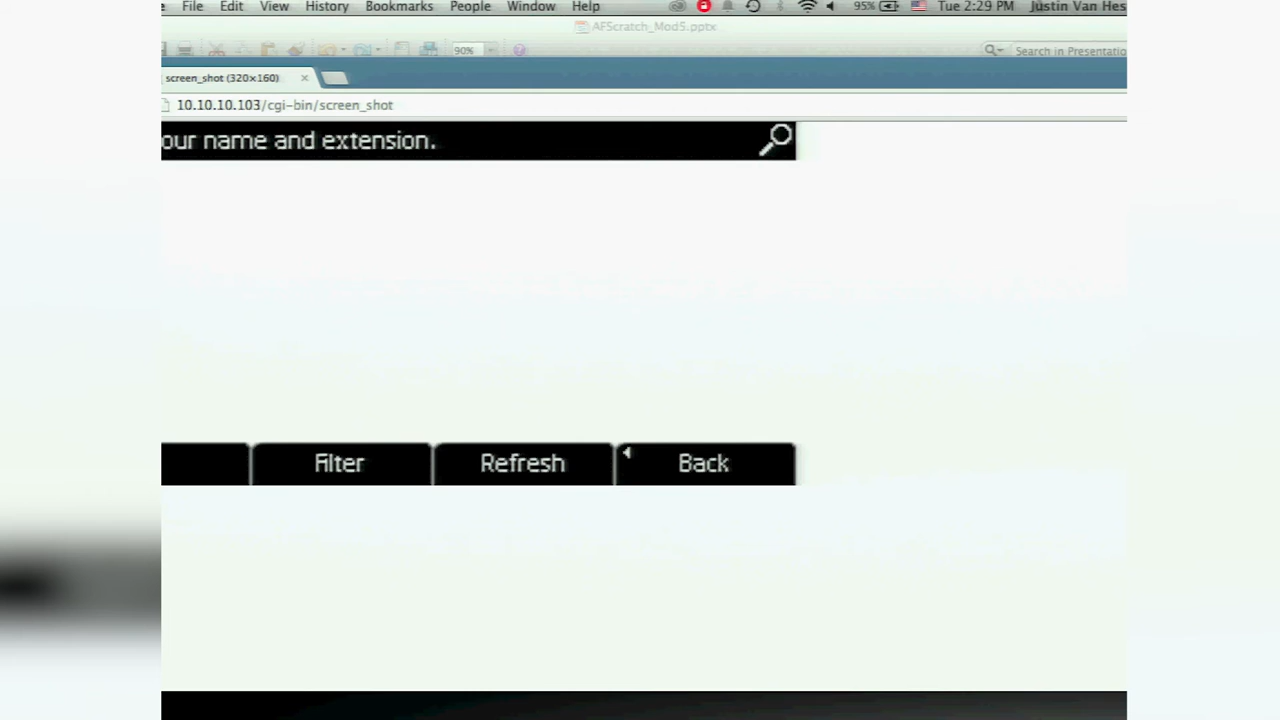 File Edit View History Bookmarks People Window Help 95% Tue 2:29 PM Justin Van Hes
AFScratch_Mod5.pptx
90% Search in Presentatio
screen_shot (320×160)
10.10.10.103/cgi-bin/screen_shot
our name and extension.
Filter Refresh Back